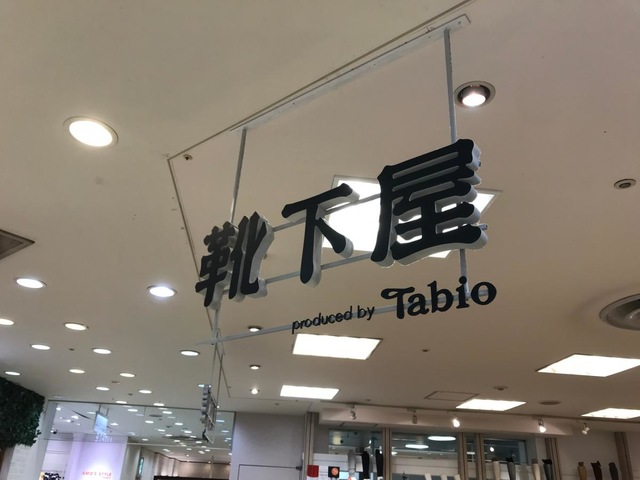 靴下屋
produced by Tabio